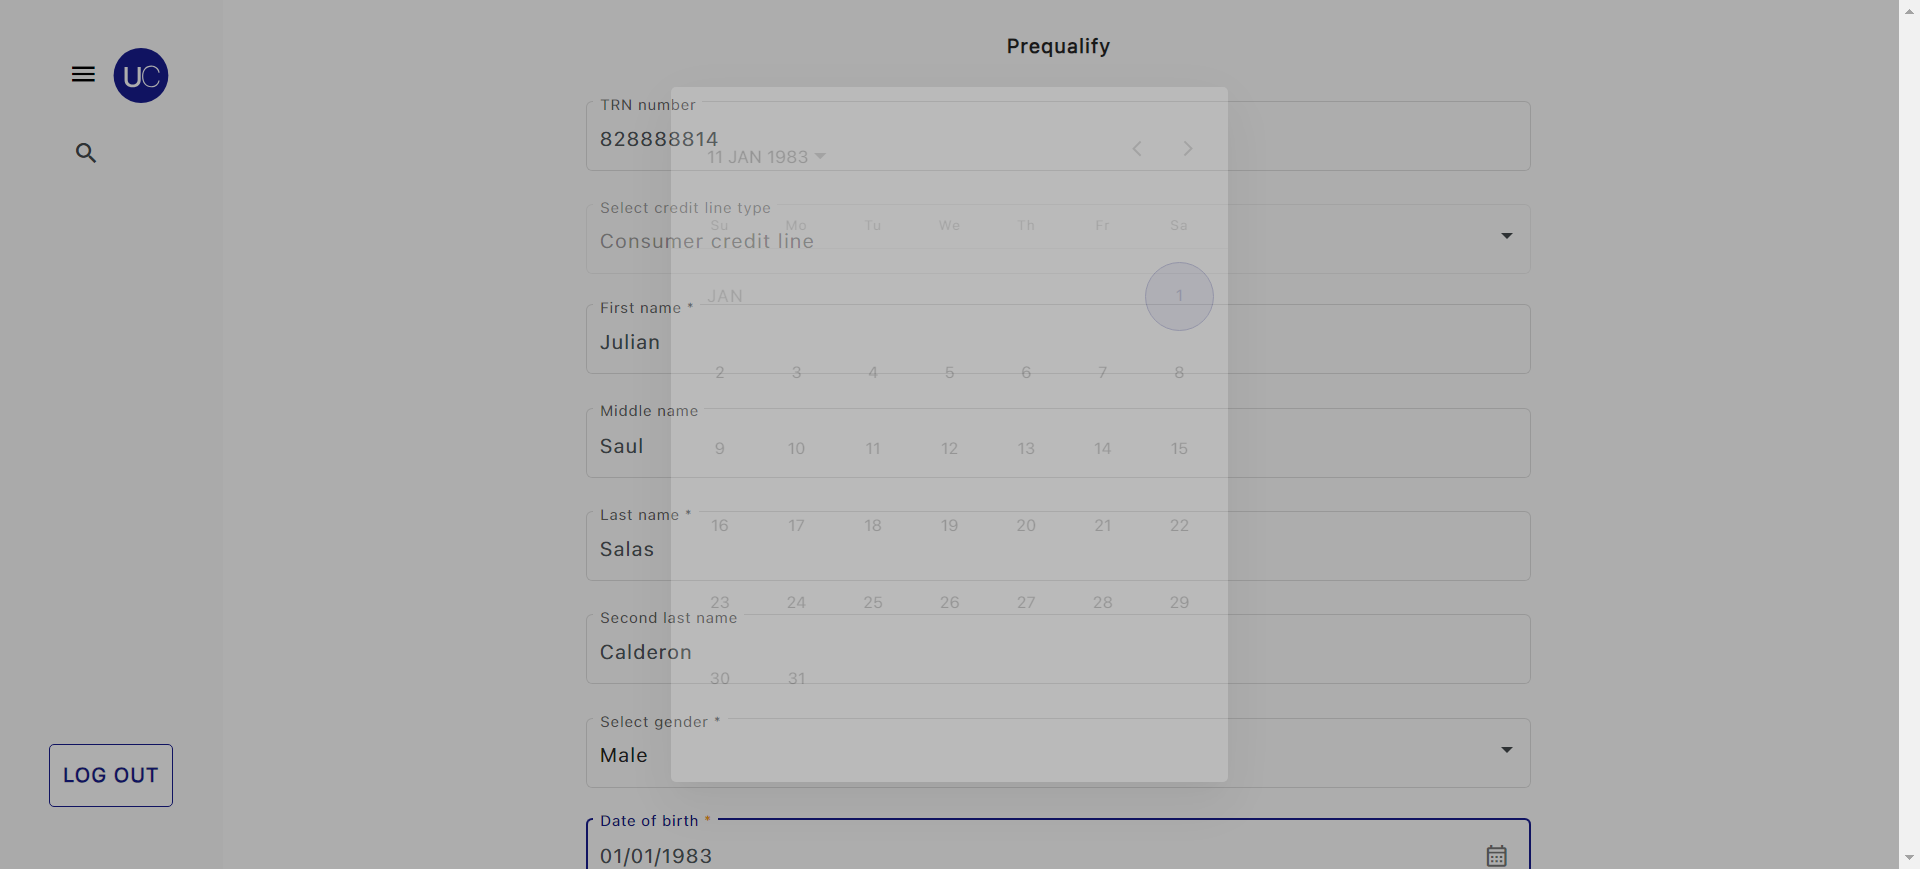 Prequalify
UC
TRN number
828888814
11 JAN 1983
Select credit line type
Su Mo Tu We Th Fr Sa
Consumer credit line
JAN 1
First name *
Julian
2 3 4 5 6 7 8
Middle name
Saul
9 10 11 12 13 14 15
Last name *
16 17 18 19 20 21 22
Salas
23 24 25 26 27 28 29
Second last name
Calderon
30 31
Select gender *
Male
LOG OUT
Date of birth *
01/01/1983